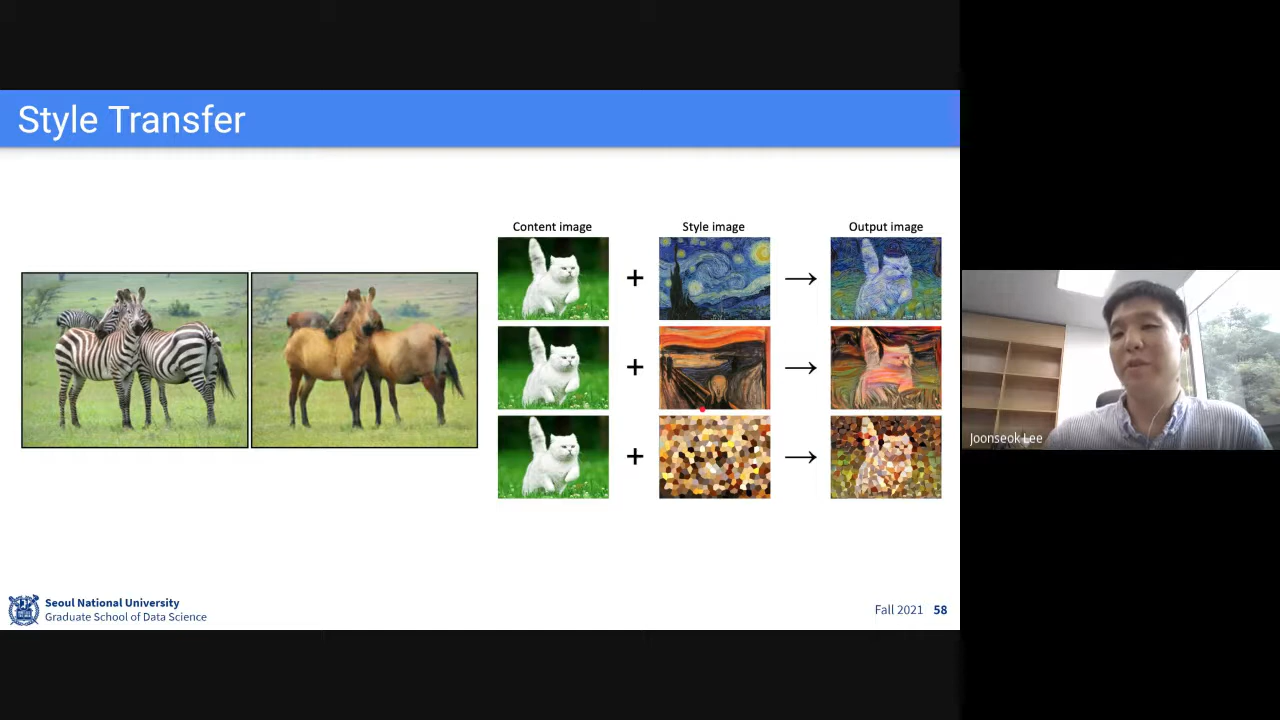 Style Transfer
Content image
Style image
Output image
+
→
+
→
+
→
Joonseok Lee
Seoul National University
Graduate School of Data Science
Fall 2021 58